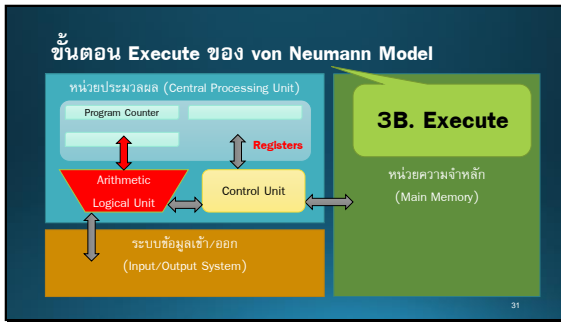 ขั้นตอน Execute ของ von Neumann Model
หน่วยประมวลผล (Central Processing Unit)
Program Counter
Registers
Arithmetic
Logical Unit
Control Unit
3B. Execute
หน่วยความจำหลัก
(Main Memory)
ระบบข้อมูลเข้า/ออก
(Input/Output System)
31